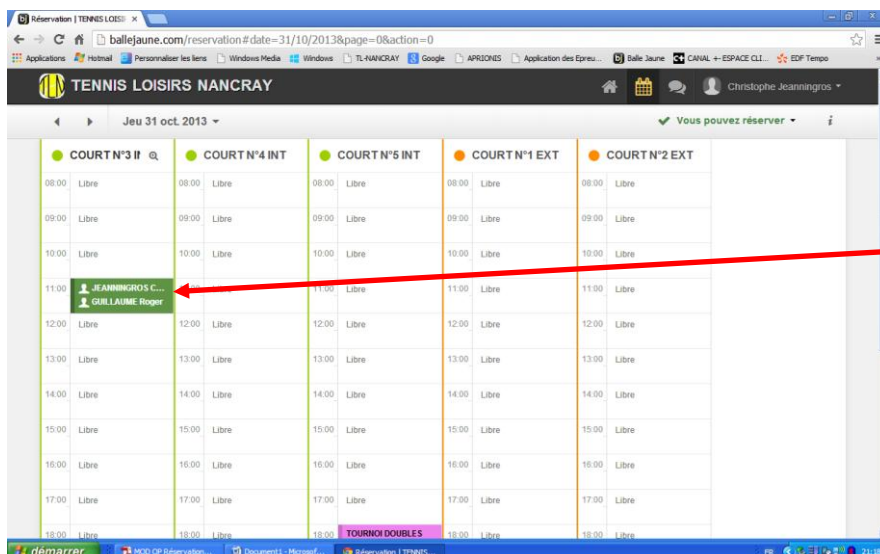 Réservation | TENNIS LOISI
ballejaune.com/reservation#date=31/10/2013&page=0&action=0
Applications Hotmail Personnaliser les liens Windows Media Windows TL-NANCRAY Google APRIONIS Application des Epreu... Balle Jaune CANAL +- ESPACE CLI... EDF Tempo
TENNIS LOISIRS NANCRAY Christophe Jeanningros
Jeu 31 oct. 2013 Vous pouvez réserver i
COURT N°3 COURT N°4 INT COURT N°5 INT COURT N°1 EXT COURT N°2 EXT
08:00 Libre 08:00 Libre 08:00 Libre 08:00 Libre 08:00 Libre
09:00 Libre 09:00 Libre 09:00 Libre 09:00 Libre 09:00 Libre
10:00 Libre 10:00 Libre 10:00 Libre 10:00 Libre 10:00 Libre
11:00 JEANNINGROS C... 11:00 Libre 11:00 Libre 11:00 Libre
GUILLAUME Roger
12:00 Libre 12:00 Libre 12:00 Libre 12:00 Libre 12:00 Libre
13:00 Libre 13:00 Libre 13:00 Libre 13:00 Libre 13:00 Libre
14:00 Libre 14:00 Libre 14:00 Libre 14:00 Libre 14:00 Libre
15:00 Libre 15:00 Libre 15:00 Libre 15:00 Libre 15:00 Libre
16:00 Libre 16:00 Libre 16:00 Libre 16:00 Libre 16:00 Libre
17:00 Libre 17:00 Libre 17:00 Libre 17:00 Libre 17:00 Libre
18:00 Libre 18:00 Libre 18:00 TOURNOI DOUBLES 18:00 Libre 18:00 Libre
démarrer MOD OP Réservation... Document1 - Microsof... Réservation | TENNIS... FR